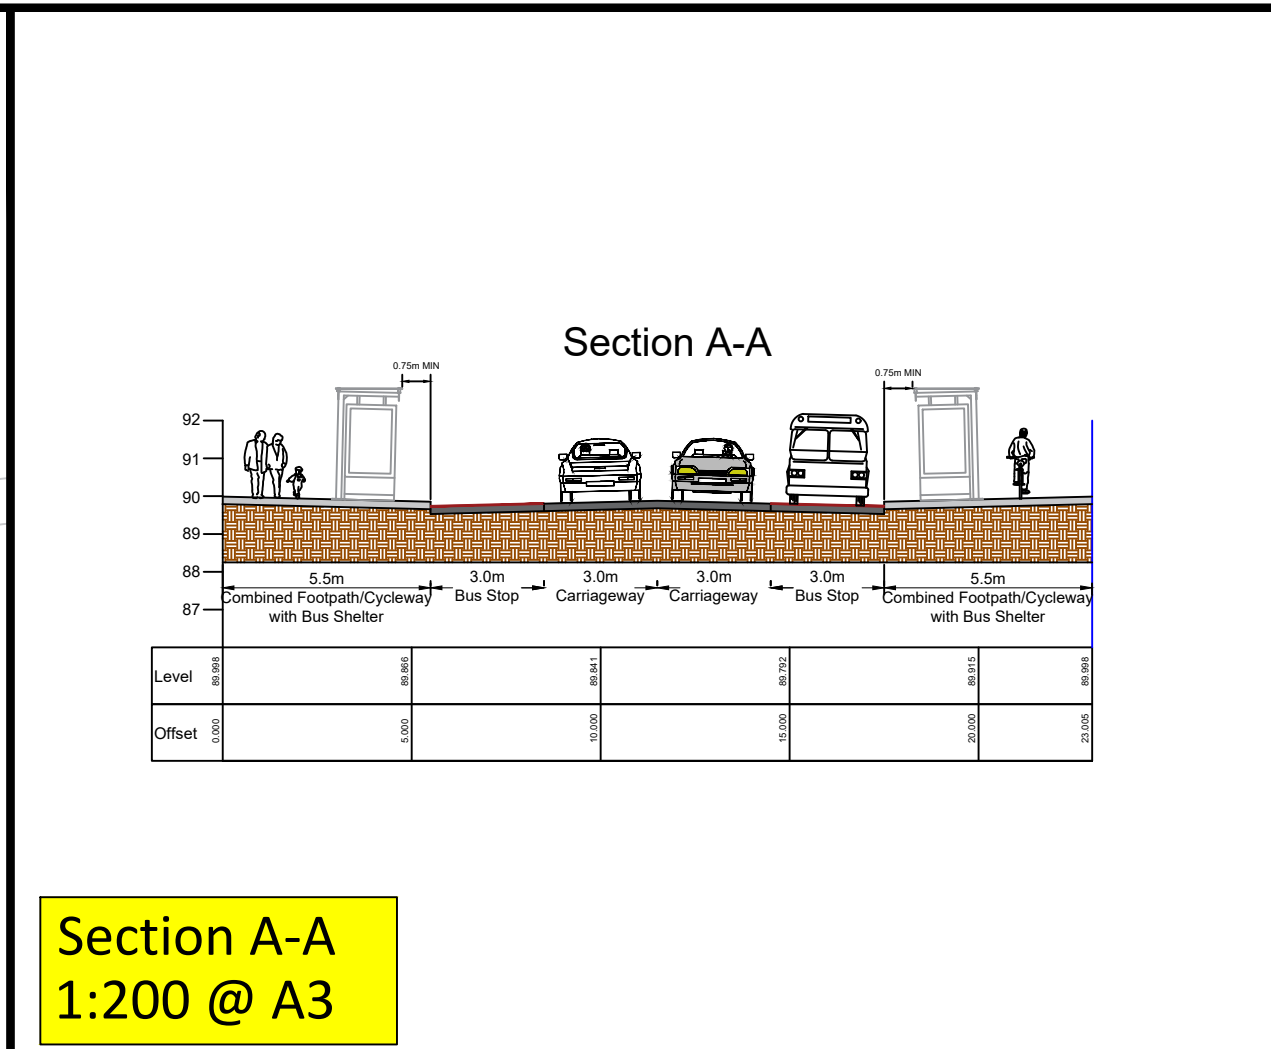 Section A-A
0.75m MIN
0.75m MIN
92
91
90
89
88
87
5.5m
3.0m
3.0m
3.0m
3.0m
5.5m
Combined Footpath/Cycleway
with Bus Shelter
Bus Stop
Carriageway
Carriageway
Bus Stop
Combined Footpath/Cycleway
with Bus Shelter
Level
89.998
89.866
89.841
89.792
89.915
89.998
Offset
0.000
5.000
10.000
15.000
20.000
23.005
Section A-A
1:200 @ A3